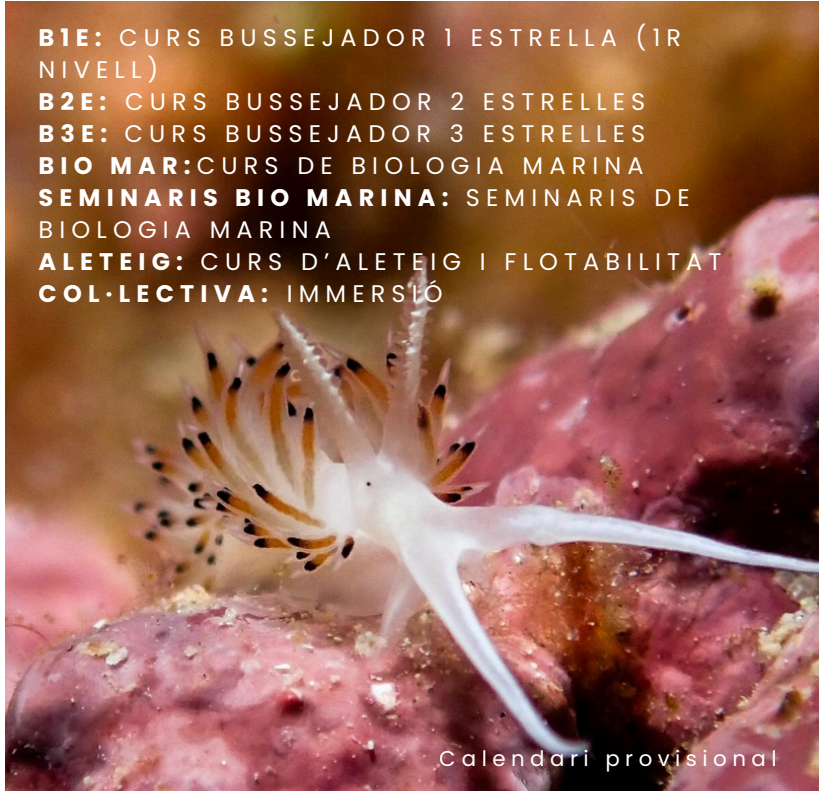 B1E: CURS BUSSEJADOR 1 ESTRELLA (1R
NIVELL)
B2E: CURS BUSSEJADOR 2 ESTRELLES
B3E: CURS BUSSEJADOR 3 ESTRELLES
BIO MAR:CURS DE BIOLOGIA MARINA
SEMINARIS BIO MARINA: SEMINARIS DE
BIOLOGIA MARINA
ALETEIG: CURS D’ALETEIG I FLOTABILITAT
COL·LECTIVA: IMMERSIÓ
Calendari provisional